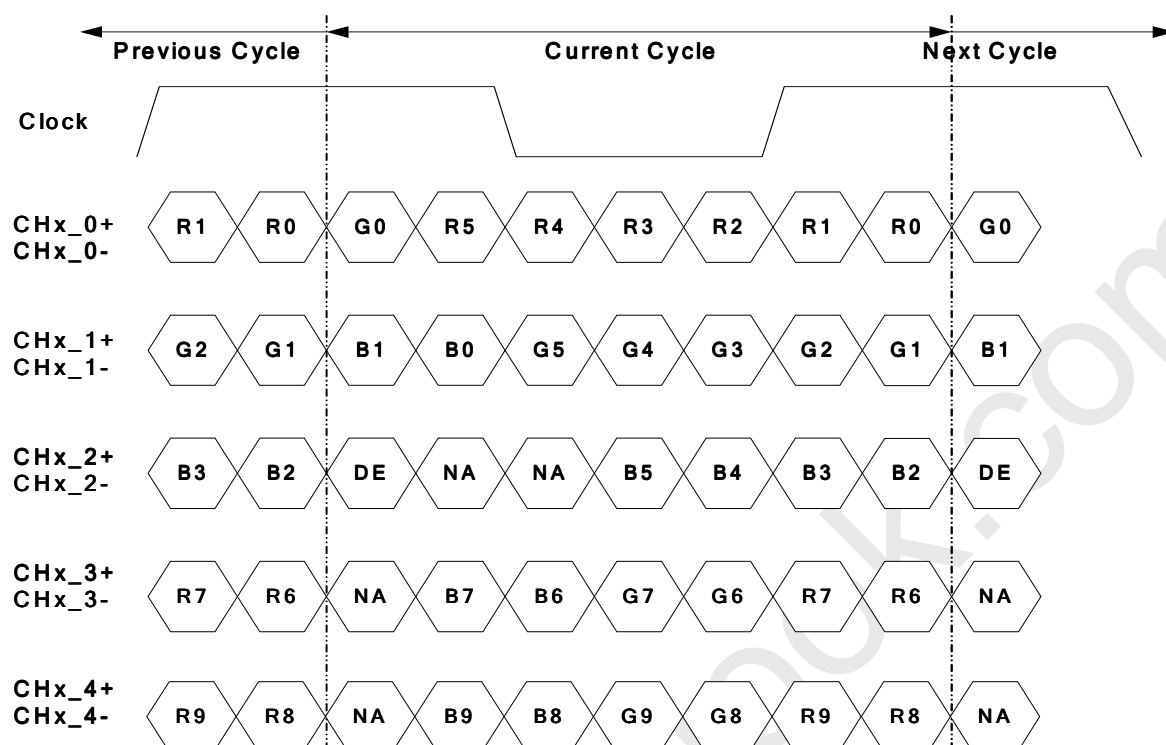 Previous Cycle Current Cycle Next Cycle
Clock
CHx_0+
CHx_0-
R1 R0 G0 R5 R4 R3 R2 R1 R0 G0
CHx_1+
CHx_1-
G2 G1 B1 B0 G5 G4 G3 G2 G1 B1
CHx_2+
CHx_2-
B3 B2 DE NA NA B5 B4 B3 B2 DE
CHx_3+
CHx_3-
R7 R6 NA B7 B6 G7 G6 R7 R6 NA
CHx_4+
CHx_4-
R9 R8 NA B9 B8 G9 G8 R9 R8 NA